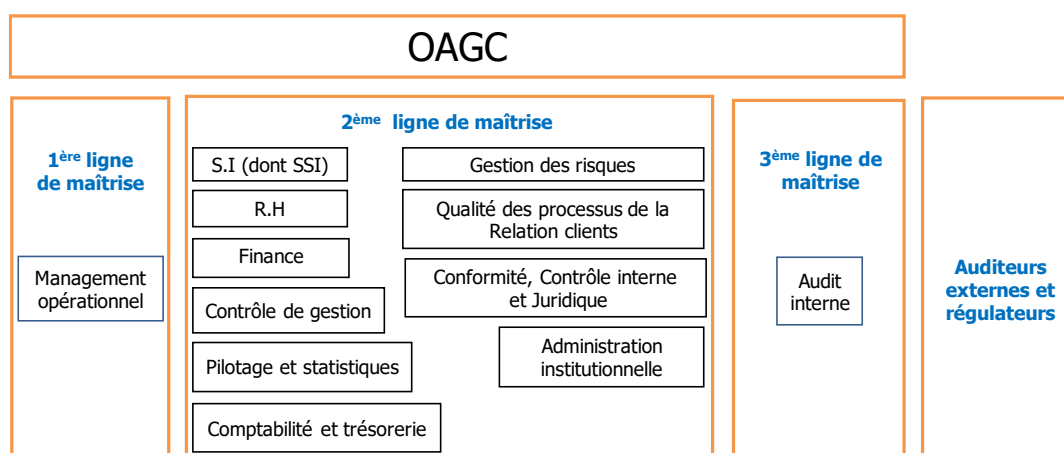 OAGC
1ère ligne
de maîtrise
Management
opérationnel
2ème ligne de maîtrise
S.I (dont SSI)
R.H
Finance
Contrôle de gestion
Pilotage et statistiques
Comptabilité et trésorerie
Gestion des risques
Qualité des processus de la
Relation clients
Conformité, Contrôle interne
et Juridique
Administration
institutionnelle
3ème ligne de
maîtrise
Audit
interne
Auditeurs
externes et
régulateurs